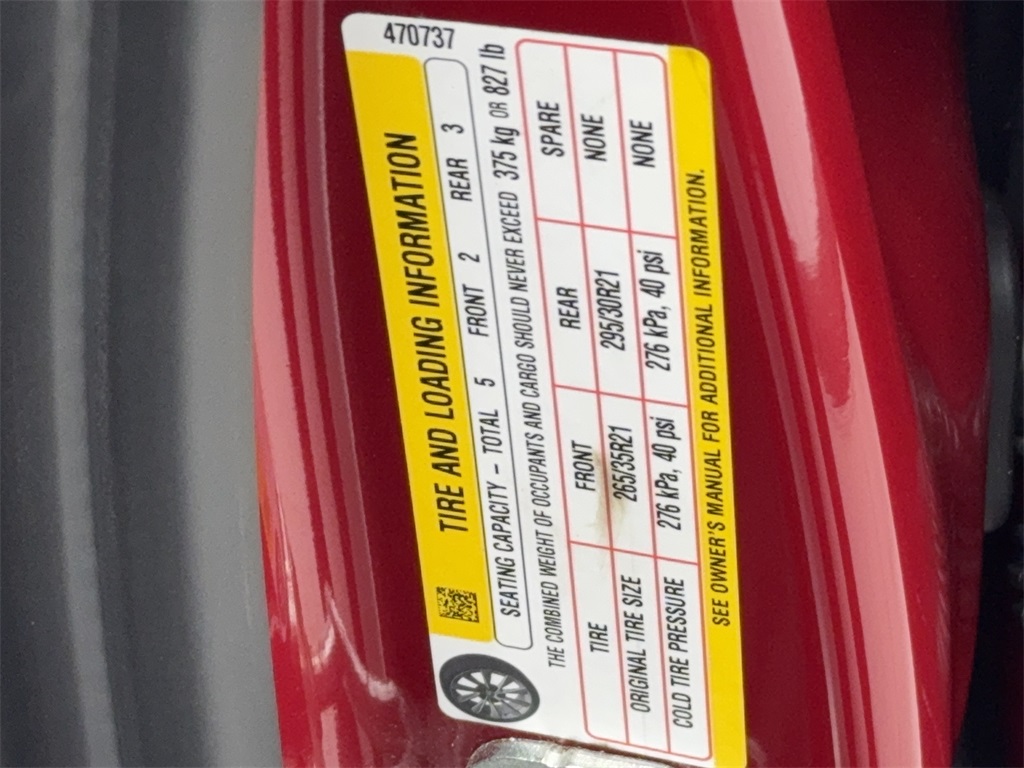 470737
TIRE AND LOADING INFORMATION
SEATING CAPACITY – TOTAL 5 FRONT 2 REAR 3
THE COMBINED WEIGHT OF OCCUPANTS AND CARGO SHOULD NEVER EXCEED 375 kg OR 827 lb
TIRE FRONT REAR SPARE
ORIGINAL TIRE SIZE 265/35R21 295/30R21 NONE
COLD TIRE PRESSURE 276 kPa, 40 psi 276 kPa, 40 psi NONE
SEE OWNER'S MANUAL FOR ADDITIONAL INFORMATION.